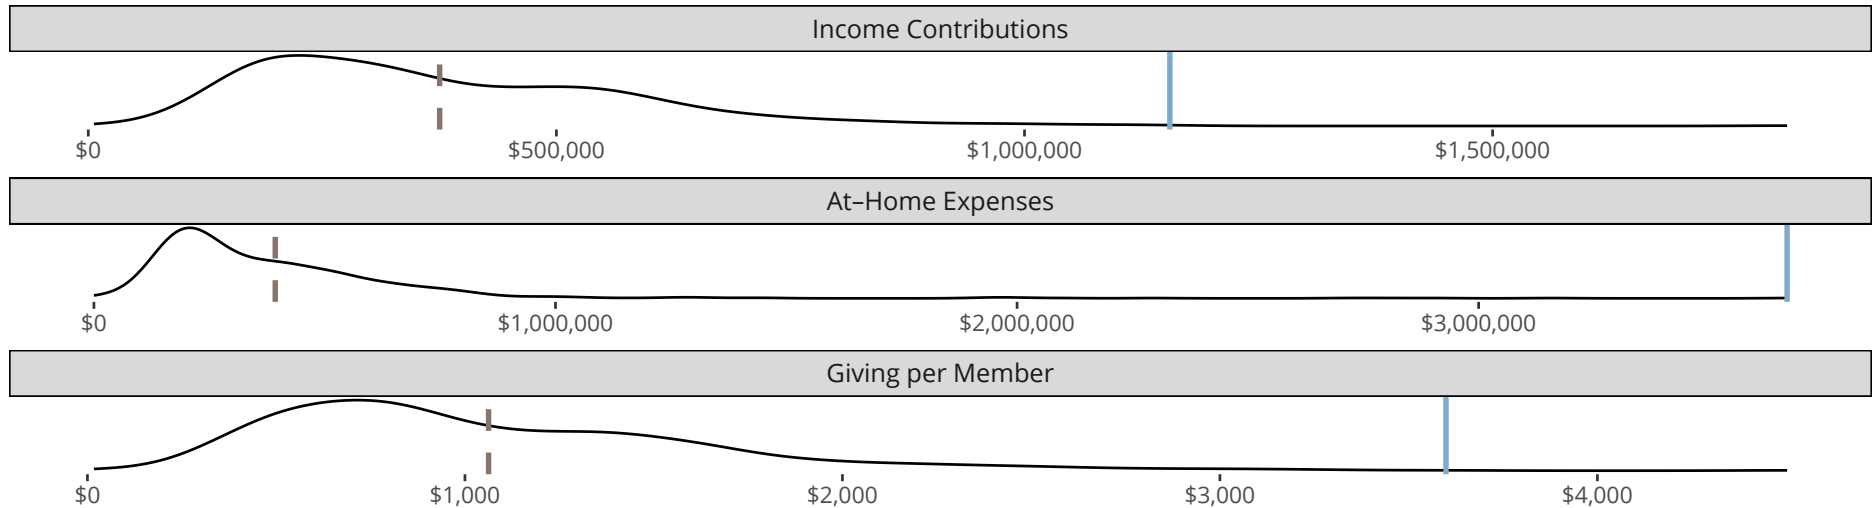 Income Contributions
$0 $500,000 $1,000,000 $1,500,000
At–Home Expenses
$0 $1,000,000 $2,000,000 $3,000,000
Giving per Member
$0 $1,000 $2,000 $3,000 $4,000